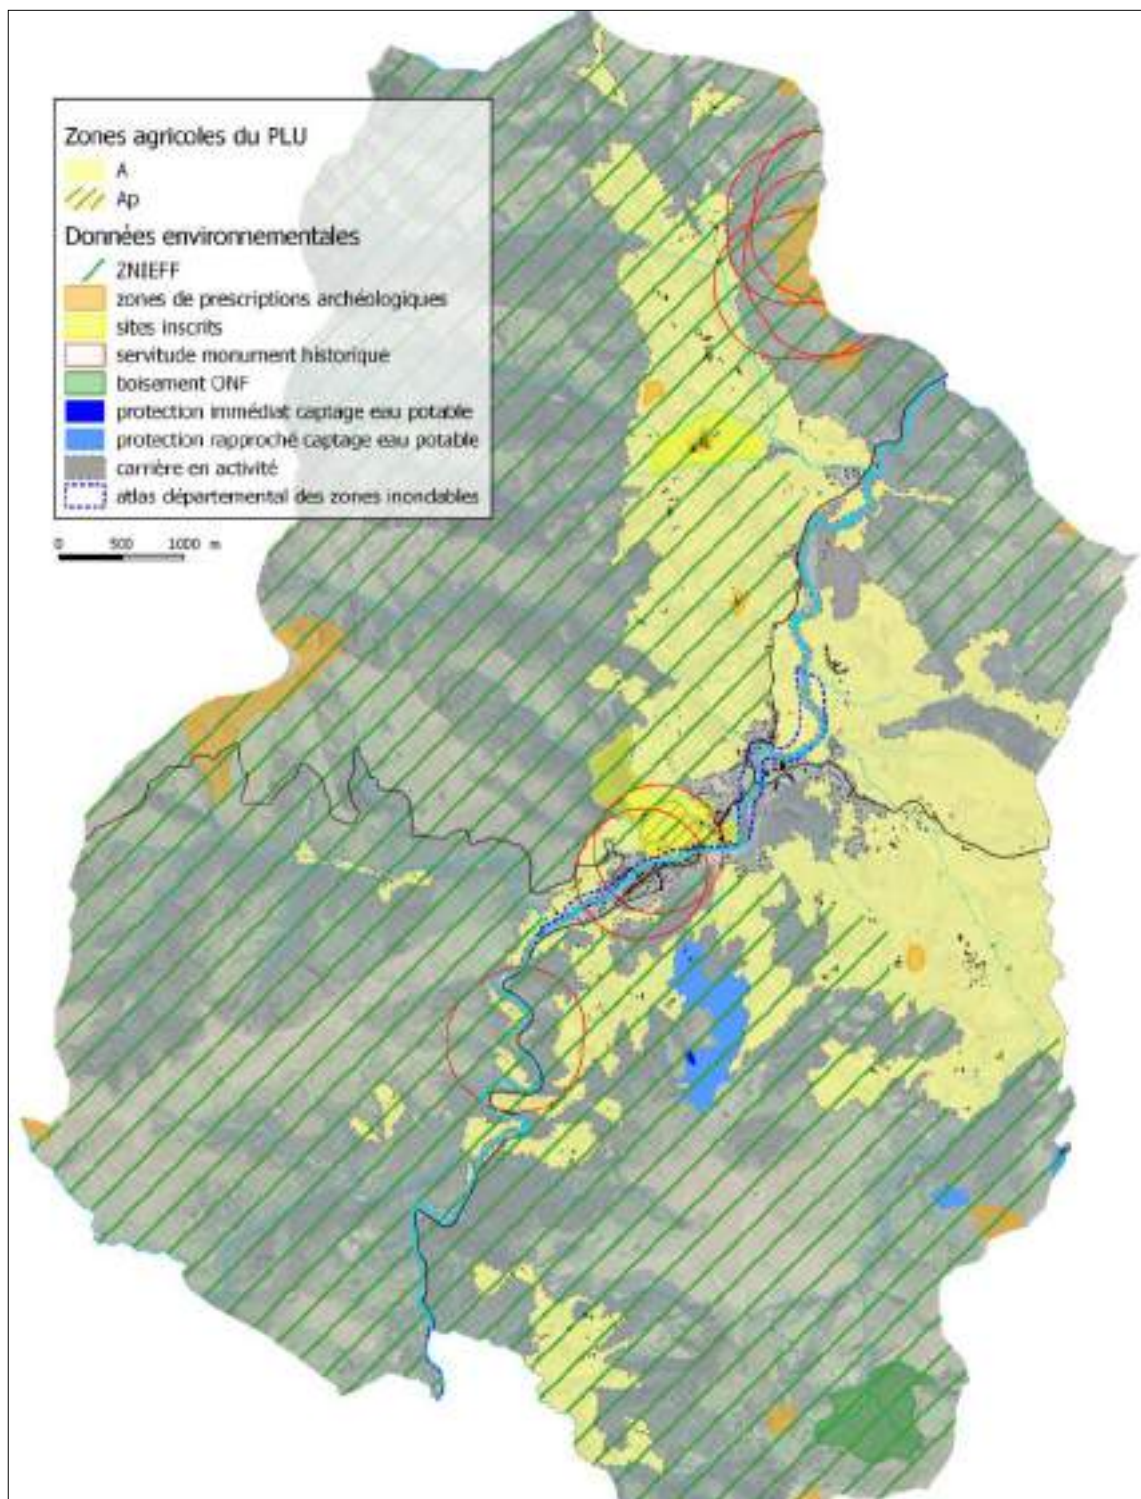 Zones agricoles du PLU
A
Ap
Données environnementales
ZNIEFF
zones de prescriptions archéologiques
sites inscrits
servitude monument historique
boisement ONF
protection immédiat captage eau potable
protection rapproché captage eau potable
carrière en activité
atlas départemental des zones inondables
0 500 1000 m